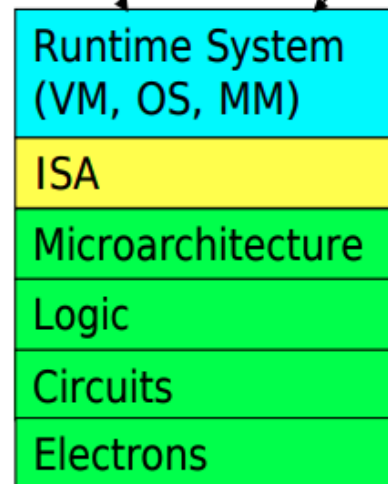 Runtime System
(VM, OS, MM)
ISA
Microarchitecture
Logic
Circuits
Electrons